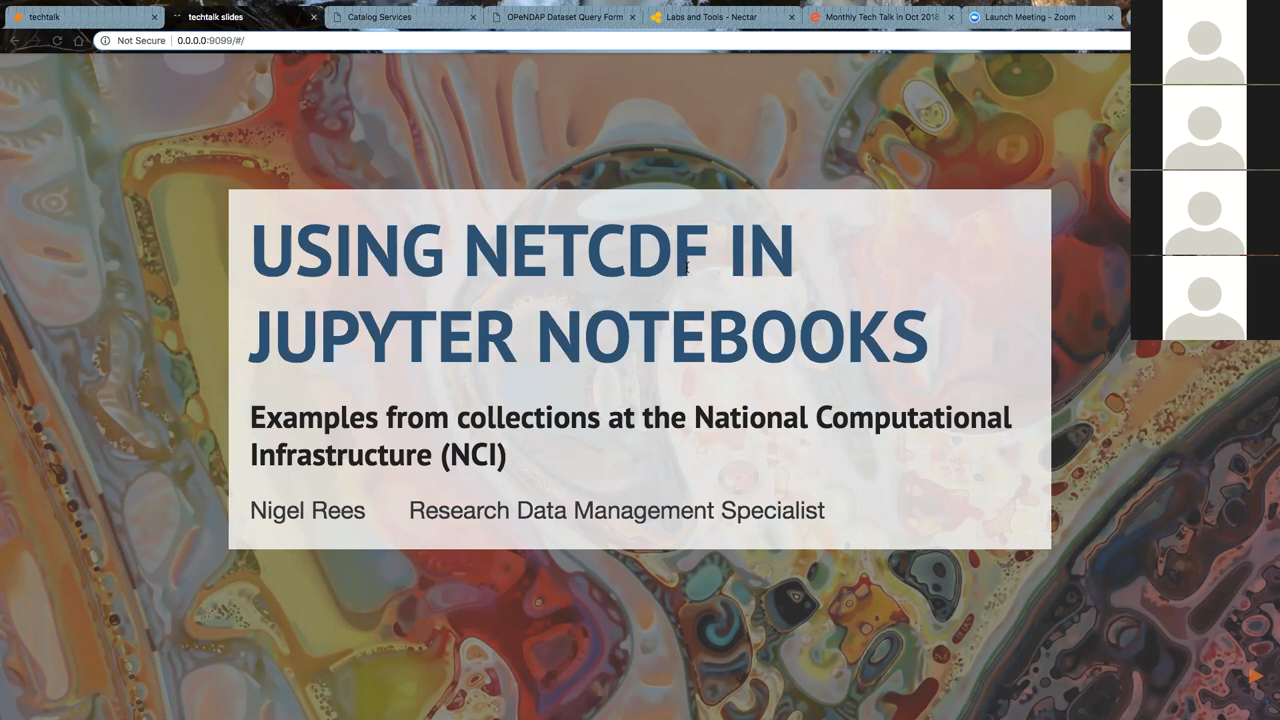 techtalk
techtalk slides
Catalog Services
OPeNDAP Dataset Query Form
Labs and Tools - Nectar
Monthly Tech Talk in Oct 2018
Launch Meeting - Zoom
Not Secure
0.0.0.0:9099/#/
USING NETCDF IN
JUPYTER NOTEBOOKS
Examples from collections at the National Computational
Infrastructure (NCI)
Nigel Rees Research Data Management Specialist